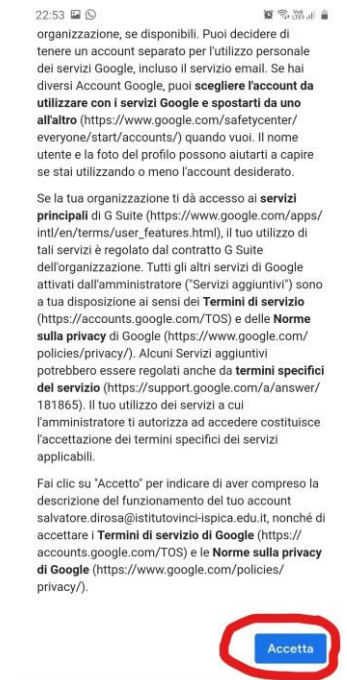 22:53
organizzazione, se disponibili. Puoi decidere di
tenere un account separato per l'utilizzo personale
dei servizi Google, incluso il servizio email. Se hai
diversi Account Google, puoi scegliere l'account da
utilizzare con i servizi Google e spostarti da uno
all'altro (https://www.google.com/safetycenter/
everyone/start/accounts/) quando vuoi. Il nome
utente e la foto del profilo possono aiutarti a capire
se stai utilizzando o meno l'account desiderato.
Se la tua organizzazione ti dà accesso ai servizi
principali di G Suite (https://www.google.com/apps/
intl/en/terms/user_features.html), il tuo utilizzo di
tali servizi è regolato dal contratto G Suite
dell'organizzazione. Tutti gli altri servizi di Google
attivati dall'amministratore ("Servizi aggiuntivi") sono
a tua disposizione ai sensi dei Termini di servizio
(https://accounts.google.com/TOS) e delle Norme
sulla privacy di Google (https://www.google.com/
policies/privacy/). Alcuni Servizi aggiuntivi
potrebbero essere regolati anche da termini specifici
del servizio (https://support.google.com/a/answer/
181865). Il tuo utilizzo dei servizi a cui
l'amministratore ti autorizza ad accedere costituisce
l'accettazione dei termini specifici dei servizi
applicabili.
Fai clic su "Accetto" per indicare di aver compreso la
descrizione del funzionamento del tuo account
salvatore.dirosa@istitutovinci-ispica.edu.it, nonché di
accettare i Termini di servizio di Google (https://
accounts.google.com/TOS) e le Norme sulla privacy
di Google (https://www.google.com/policies/
privacy/).
Accetta